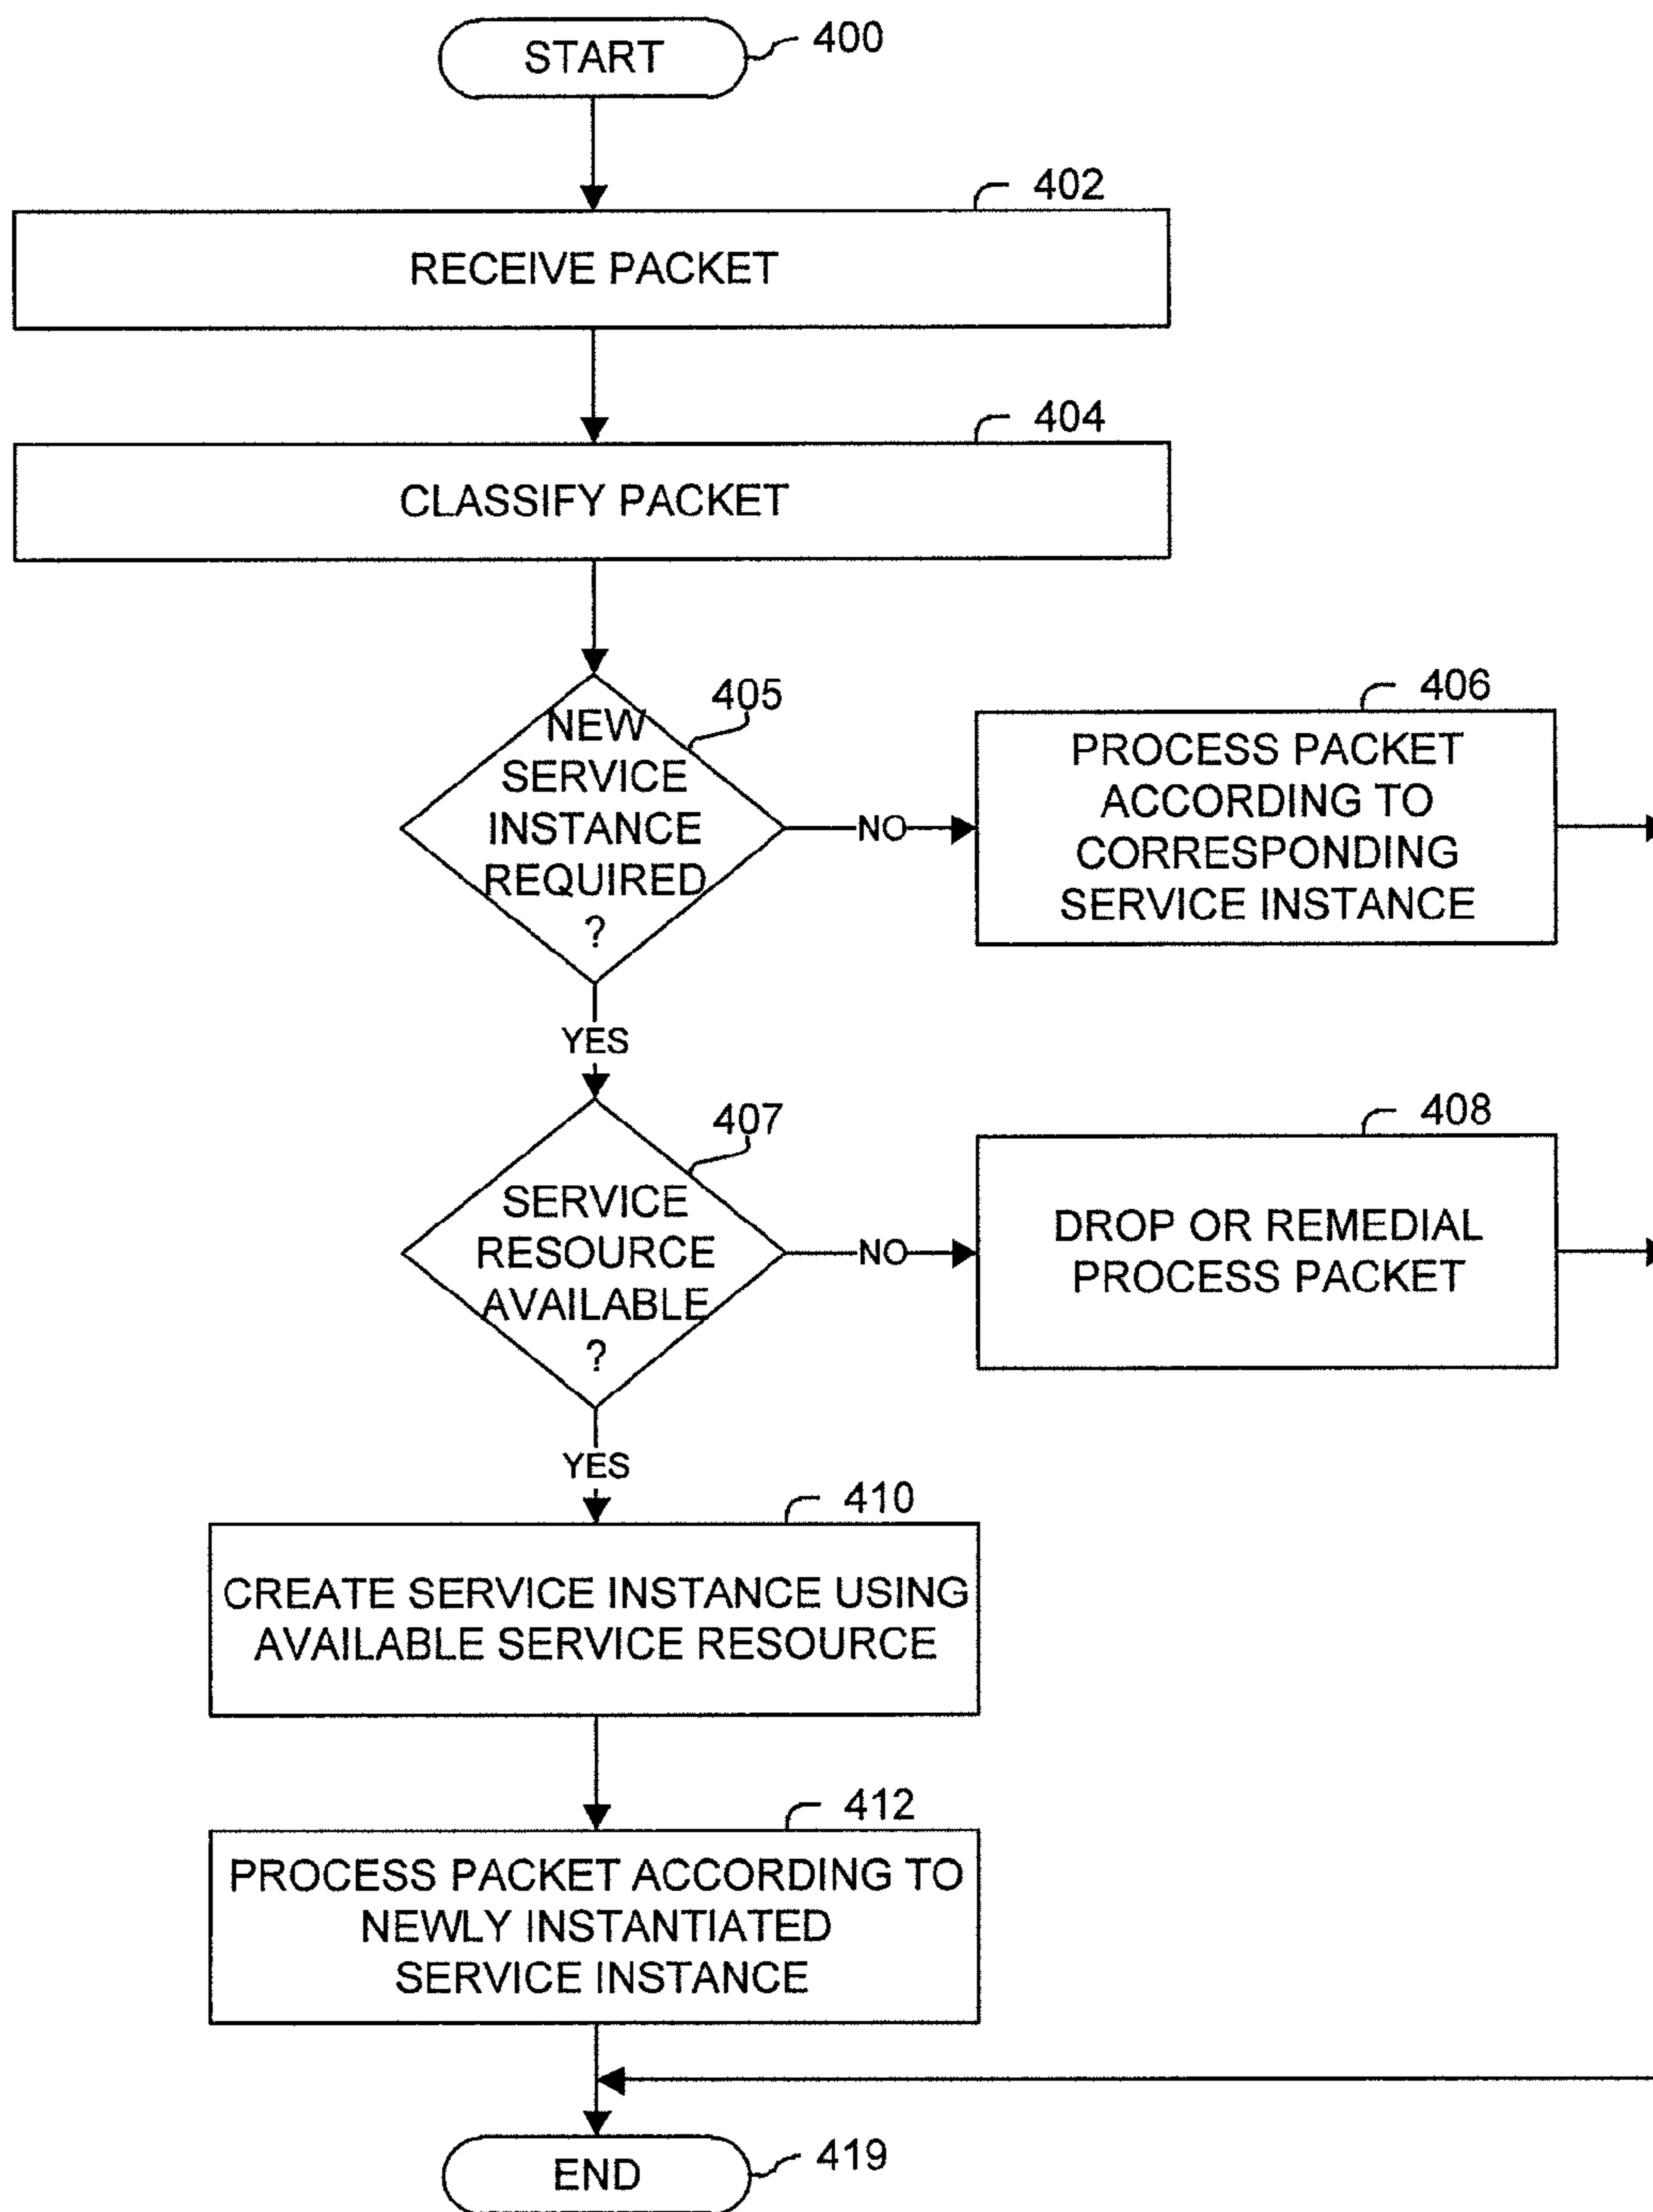 START
400
402
RECEIVE PACKET
404
CLASSIFY PACKET
405
NEW
SERVICE
INSTANCE
REQUIRED
?
NO
406
PROCESS PACKET
ACCORDING TO
CORRESPONDING
SERVICE INSTANCE
YES
407
SERVICE
RESOURCE
AVAILABLE
?
NO
408
DROP OR REMEDIAL
PROCESS PACKET
YES
410
CREATE SERVICE INSTANCE USING
AVAILABLE SERVICE RESOURCE
412
PROCESS PACKET ACCORDING TO
NEWLY INSTANTIATED
SERVICE INSTANCE
END
419